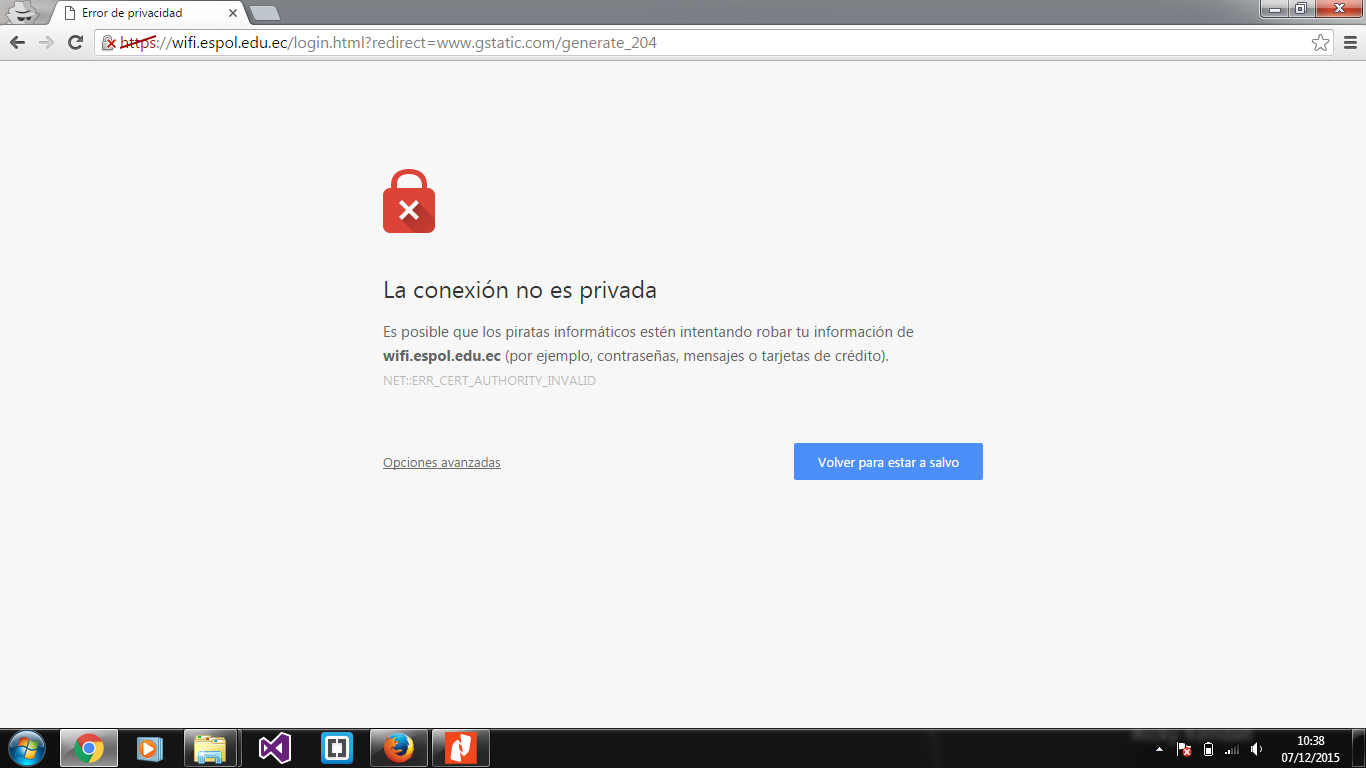 Error de privacidad
https://wifi.espol.edu.ec/login.html?redirect=www.gstatic.com/generate_204
La conexión no es privada
Es posible que los piratas informáticos estén intentando robar tu información de
wifi.espol.edu.ec (por ejemplo, contraseñas, mensajes o tarjetas de crédito).
NET::ERR_CERT_AUTHORITY_INVALID
Opciones avanzadas
Volver para estar a salvo
10:38
07/12/2015